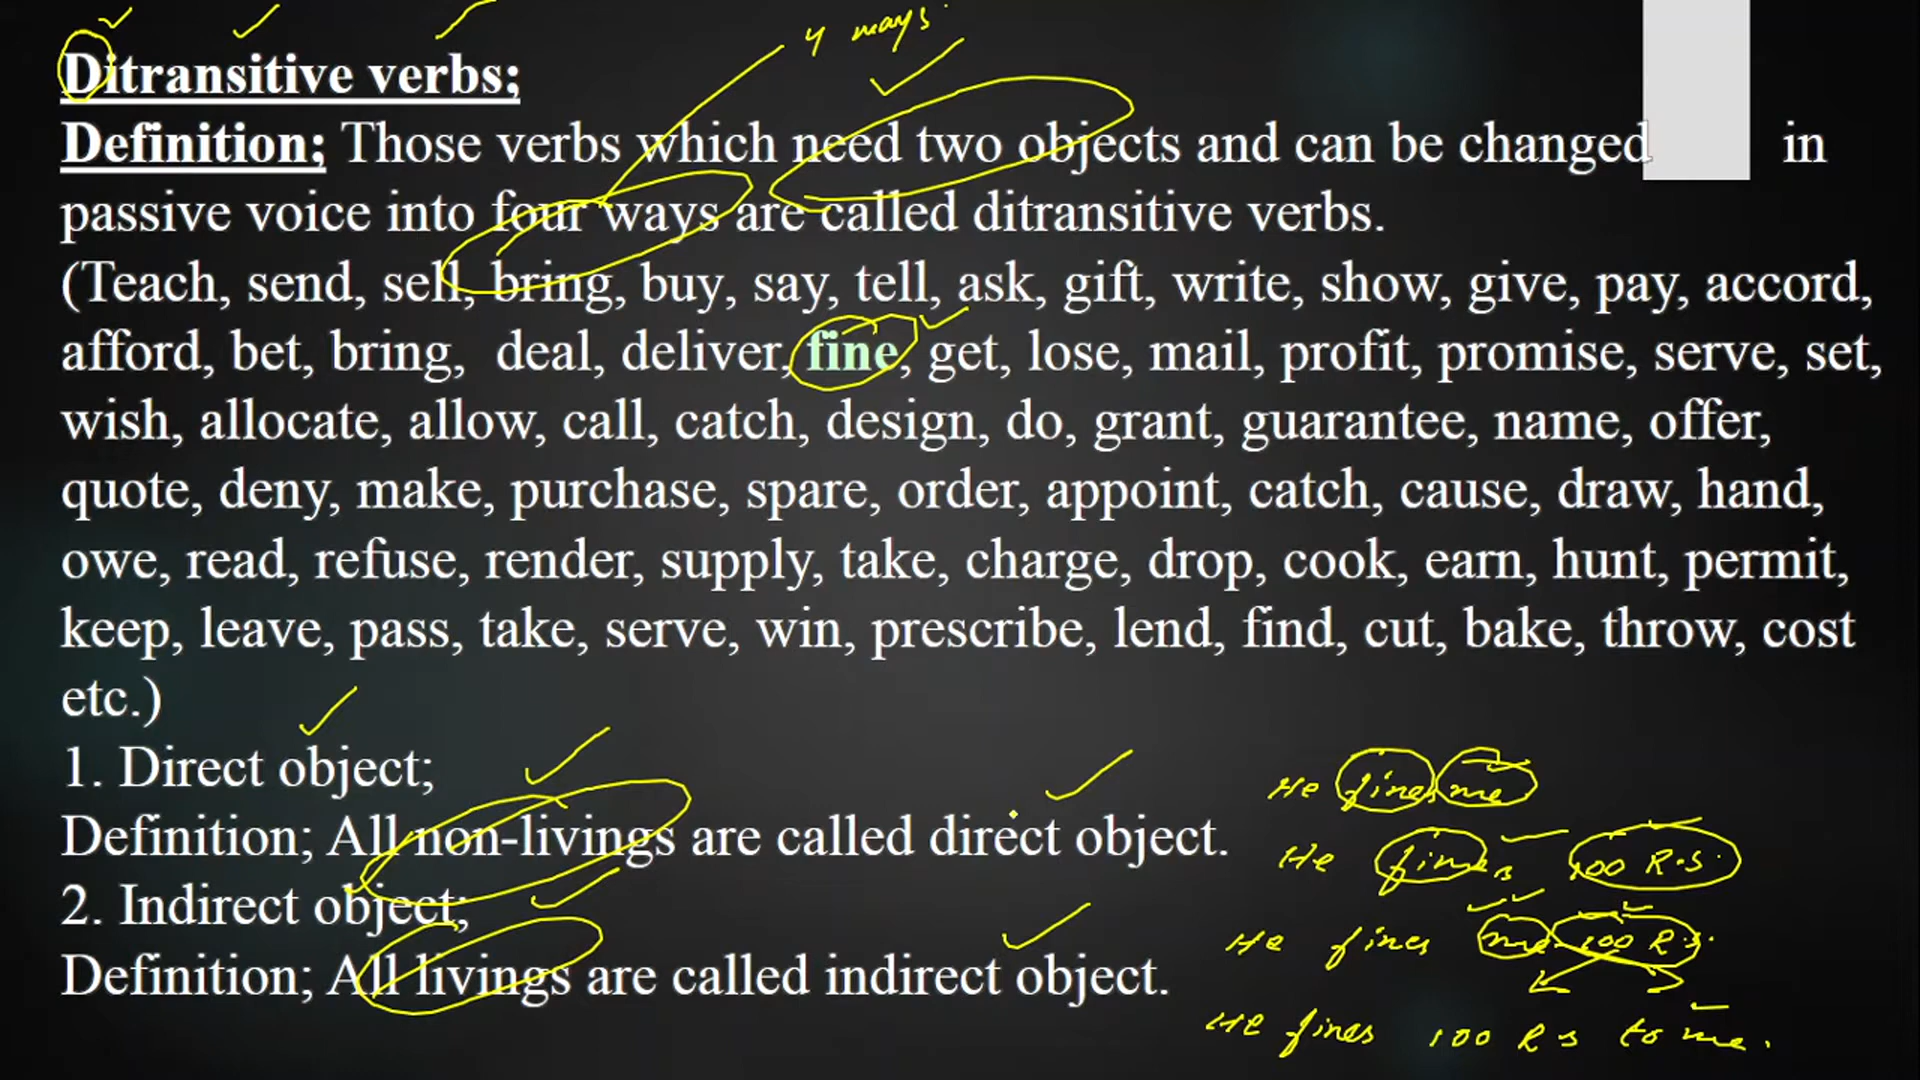 4 ways.
Ditransitive verbs;
Definition; Those verbs which need two objects and can be changed in
passive voice into four ways are called ditransitive verbs.
(Teach, send, sell, bring, buy, say, tell, ask, gift, write, show, give, pay, accord,
afford, bet, bring, deal, deliver, fine, get, lose, mail, profit, promise, serve, set,
wish, allocate, allow, call, catch, design, do, grant, guarantee, name, offer,
quote, deny, make, purchase, spare, order, appoint, catch, cause, draw, hand,
owe, read, refuse, render, supply, take, charge, drop, cook, earn, hunt, permit,
keep, leave, pass, take, serve, win, prescribe, lend, find, cut, bake, throw, cost
etc.)
1. Direct object;
Definition; All non-livings are called direct object.
2. Indirect object;
Definition; All livings are called indirect object.
He fines me
He fines 100 R.S.
He fines me 100 R.S.
He fines 100 Rs to me.